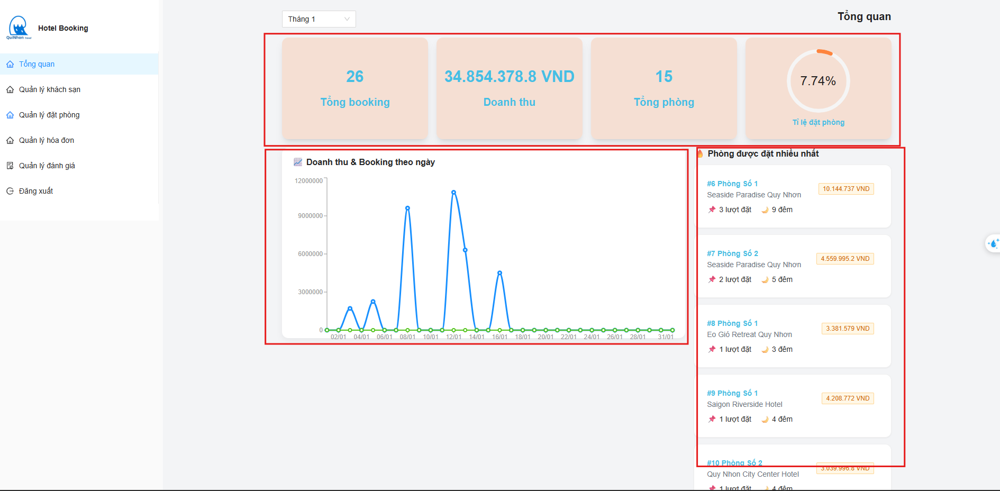 QuiNhon Travel
Hotel Booking
Tổng quan
Quản lý khách sạn
Quản lý đặt phòng
Quản lý hóa đơn
Quản lý đánh giá
Đăng xuất
Tháng 1
Tổng quan
26
Tổng booking
34.854.378.8 VND
Doanh thu
15
Tổng phòng
7.74%
Tỉ lệ đặt phòng
Doanh thu & Booking theo ngày
12000000
9000000
6000000
3000000
0
02/01 04/01 06/01 08/01 10/01 12/01 14/01 16/01 18/01 20/01 22/01 24/01 26/01 28/01 31/01
Phòng được đặt nhiều nhất
#6 Phòng Số 1
10.144.737 VND
Seaside Paradise Quy Nhơn
3 lượt đặt 9 đêm
#7 Phòng Số 2
4.559.995.2 VND
Seaside Paradise Quy Nhơn
2 lượt đặt 5 đêm
#8 Phòng Số 1
3.381.579 VND
Eo Gió Retreat Quy Nhơn
1 lượt đặt 3 đêm
#9 Phòng Số 1
4.208.772 VND
Saigon Riverside Hotel
1 lượt đặt 4 đêm
#10 Phòng Số 2
3.039.996.8 VND
Quy Nhon City Center Hotel
1 lượt đặt 4 đêm